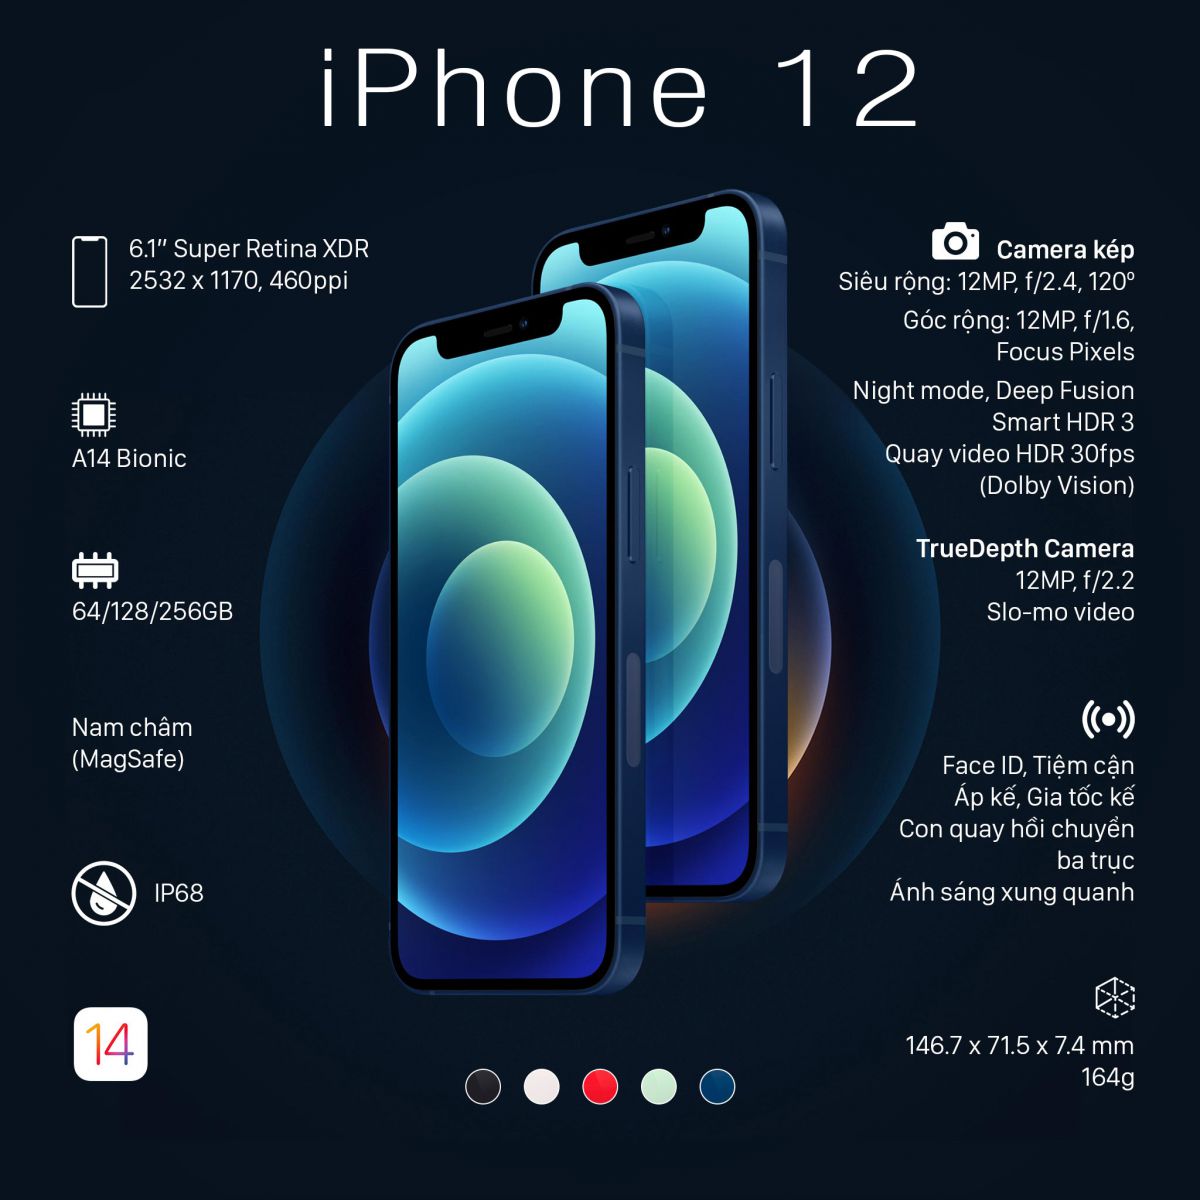 iPhone 12
6.1" Super Retina XDR
2532 x 1170, 460ppi
A14 Bionic
64/128/256GB
Nam châm
(MagSafe)
IP68
14
Camera kép
Siêu rộng: 12MP, f/2.4, 120º
Góc rộng: 12MP, f/1.6,
Focus Pixels
Night mode, Deep Fusion
Smart HDR 3
Quay video HDR 30fps
(Dolby Vision)
TrueDepth Camera
12MP, f/2.2
Slo-mo video
Face ID, Tiệm cận
Áp kế, Gia tốc kế
Con quay hồi chuyển
ba trục
Ánh sáng xung quanh
146.7 x 71.5 x 7.4 mm
164g